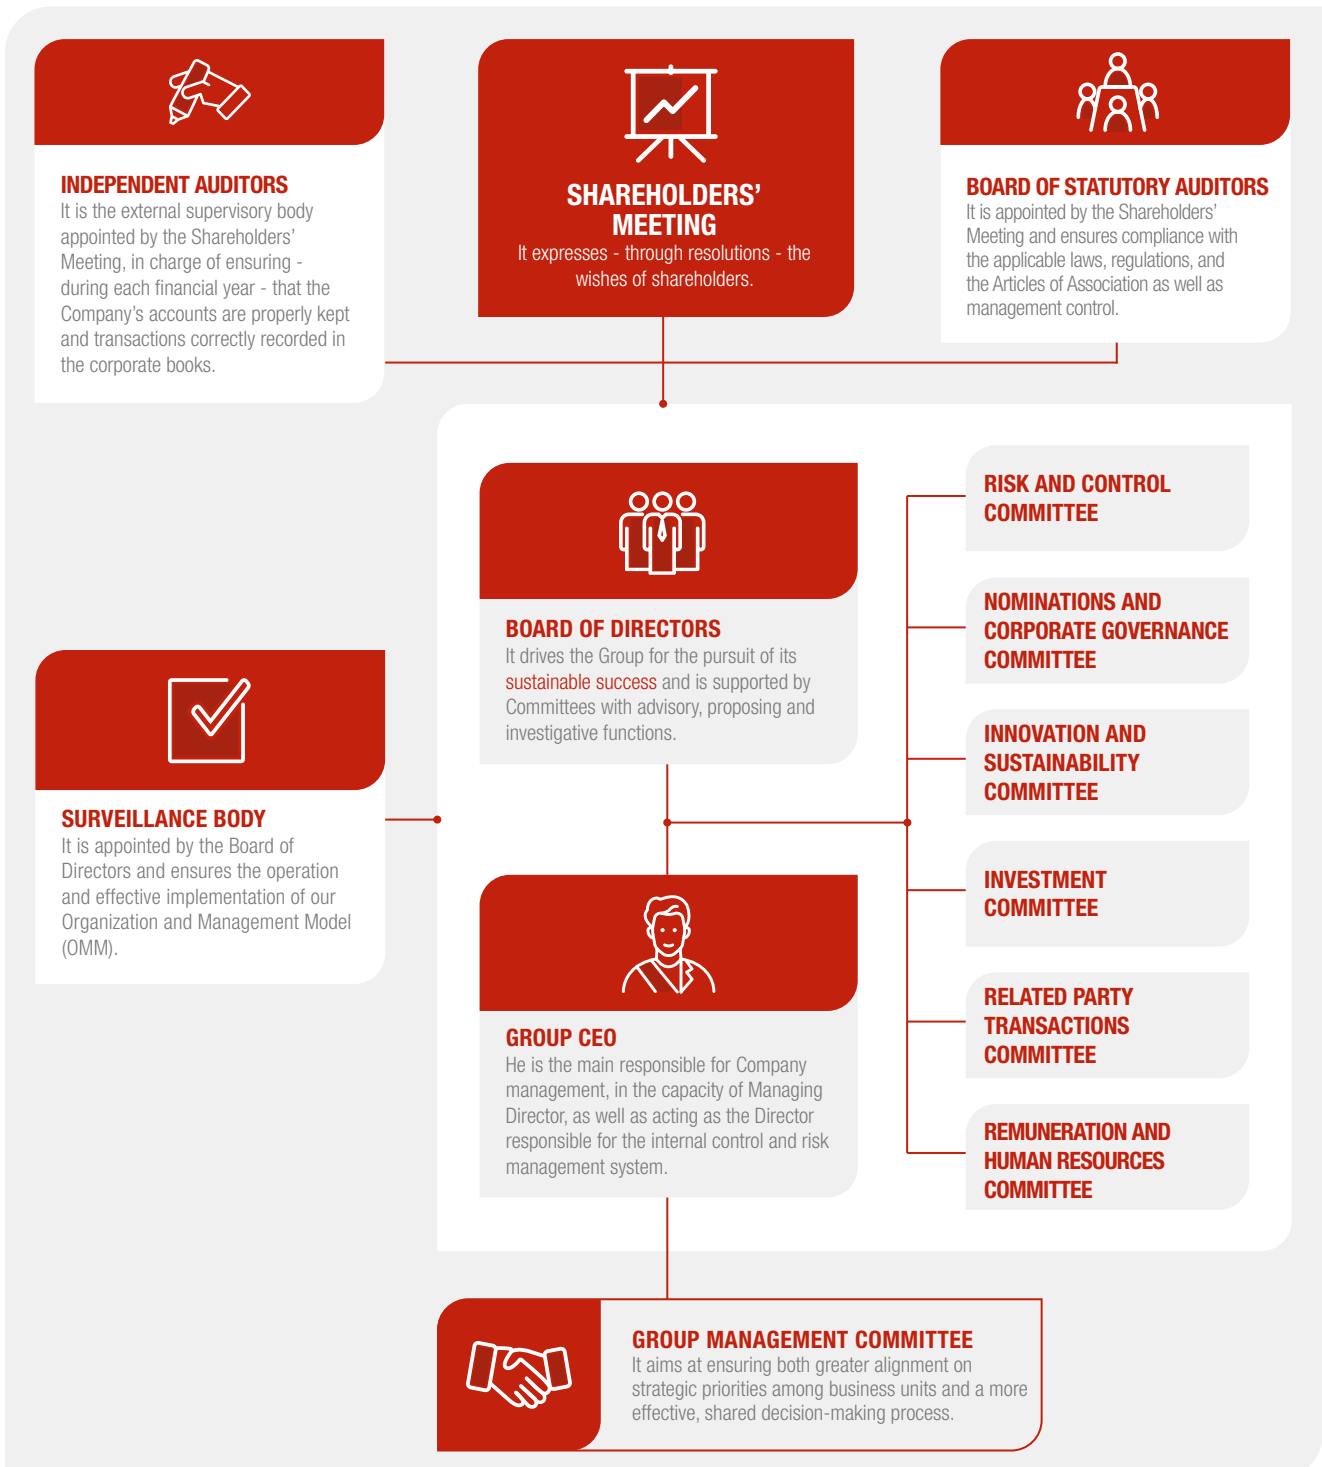 INDEPENDENT AUDITORS
It is the external supervisory body
appointed by the Shareholders’
Meeting, in charge of ensuring -
during each financial year - that the
Company’s accounts are properly kept
and transactions correctly recorded in
the corporate books.
SHAREHOLDERS’
MEETING
It expresses - through resolutions - the
wishes of shareholders.
BOARD OF STATUTORY AUDITORS
It is appointed by the Shareholders’
Meeting and ensures compliance with
the applicable laws, regulations, and
the Articles of Association as well as
management control.
BOARD OF DIRECTORS
It drives the Group for the pursuit of its
sustainable success and is supported by
Committees with advisory, proposing and
investigative functions.
RISK AND CONTROL
COMMITTEE
NOMINATIONS AND
CORPORATE GOVERNANCE
COMMITTEE
INNOVATION AND
SUSTAINABILITY
COMMITTEE
INVESTMENT
COMMITTEE
RELATED PARTY
TRANSACTIONS
COMMITTEE
REMUNERATION AND
HUMAN RESOURCES
COMMITTEE
SURVEILLANCE BODY
It is appointed by the Board of
Directors and ensures the operation
and effective implementation of our
Organization and Management Model
(OMM).
GROUP CEO
He is the main responsible for Company
management, in the capacity of Managing
Director, as well as acting as the Director
responsible for the internal control and risk
management system.
GROUP MANAGEMENT COMMITTEE
It aims at ensuring both greater alignment on
strategic priorities among business units and a more
effective, shared decision-making process.